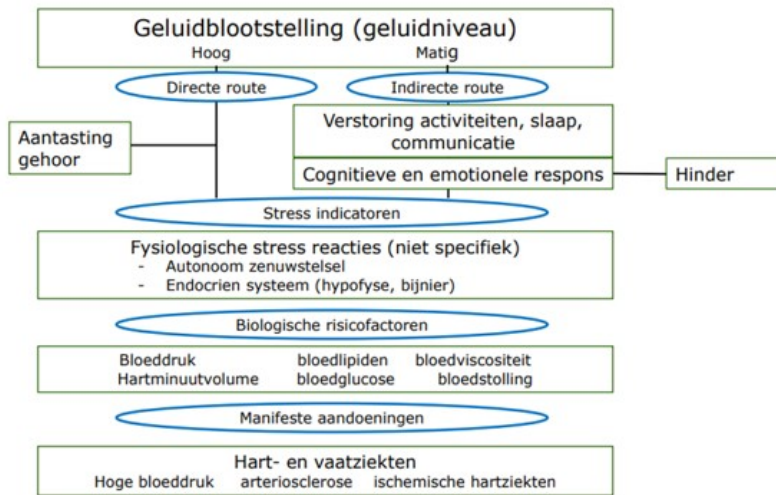 Geluidblootstelling (geluidniveau)
Hoog Matig
Directe route Indirecte route
Aantasting
gehoor
Verstoring activiteiten, slaap,
communicatie
Cognitieve en emotionele respons
Hinder
Stress indicatoren
Fysiologische stress reacties (niet specifiek)
- Autonoom zenuwstelsel
- Endocrien systeem (hypofyse, bijnier)
Biologische risicofactoren
Bloeddruk bloedlipiden bloedviscositeit
Hartminuutvolume bloedglucose bloedstolling
Manifeste aandoeningen
Hart- en vaatziekten
Hoge bloeddruk arteriosclerose ischemische hartziekten